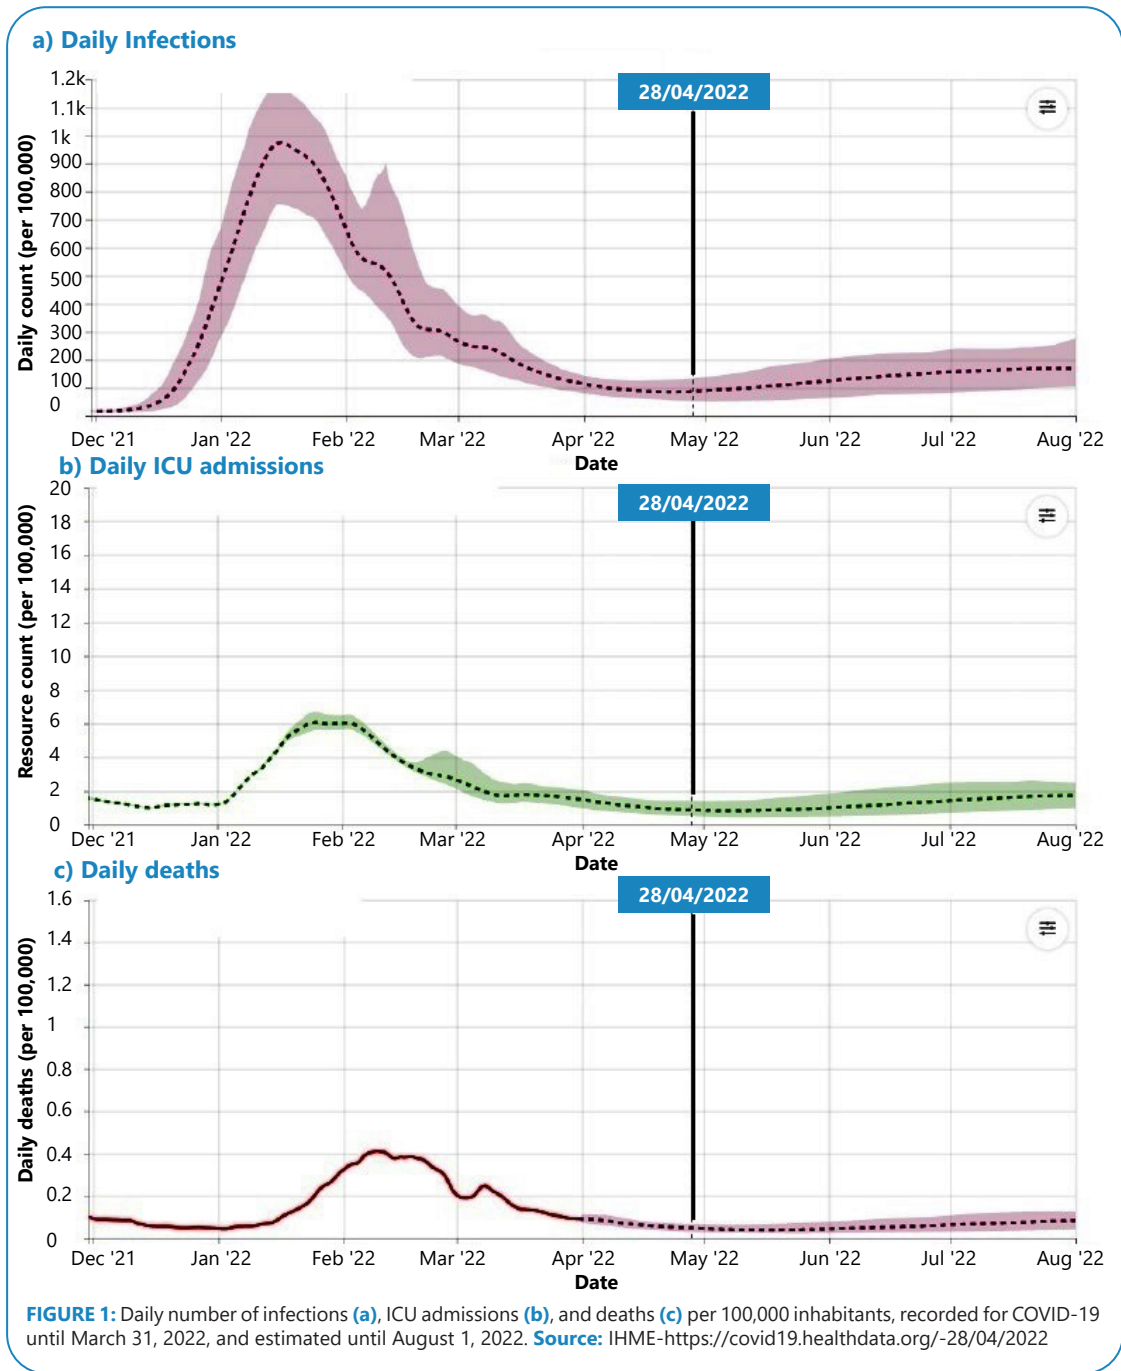 a) Daily Infections
28/04/2022
Daily count (per 100,000)
1.2k
1.1k
1k
900
800
700
600
500
400
300
200
100
0
Dec '21 Jan '22 Feb '22 Mar '22 Apr '22 May '22 Jun '22 Jul '22 Aug '22
Date
b) Daily ICU admissions
28/04/2022
Resource count (per 100,000)
20
18
16
14
12
10
8
6
4
2
0
Dec '21 Jan '22 Feb '22 Mar '22 Apr '22 May '22 Jun '22 Jul '22 Aug '22
Date
c) Daily deaths
28/04/2022
Daily deaths (per 100,000)
1.6
1.4
1.2
1
0.8
0.6
0.4
0.2
0
Dec '21 Jan '22 Feb '22 Mar '22 Apr '22 May '22 Jun '22 Jul '22 Aug '22
Date
FIGURE 1: Daily number of infections (a), ICU admissions (b), and deaths (c) per 100,000 inhabitants, recorded for COVID-19
until March 31, 2022, and estimated until August 1, 2022. Source: IHME-https://covid19.healthdata.org/-28/04/2022